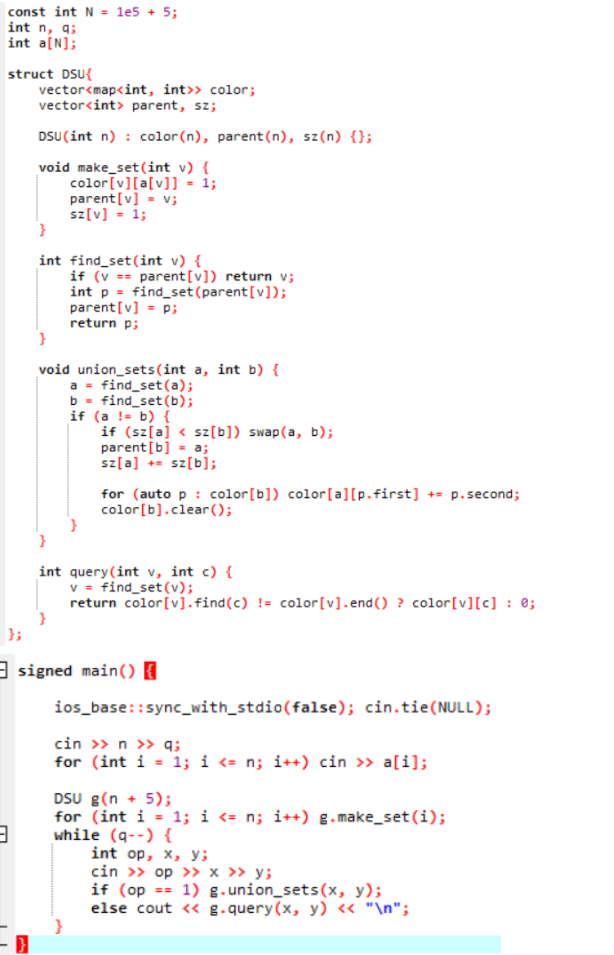 const int N = 1e5 + 5;
int n, q;
int a[N];

struct DSU{
    vector<map<int, int>> color;
    vector<int> parent, sz;

    DSU(int n) : color(n), parent(n), sz(n) {};

    void make_set(int v) {
        color[v][a[v]] = 1;
        parent[v] = v;
        sz[v] = 1;
    }

    int find_set(int v) {
        if (v == parent[v]) return v;
        int p = find_set(parent[v]);
        parent[v] = p;
        return p;
    }

    void union_sets(int a, int b) {
        a = find_set(a);
        b = find_set(b);
        if (a != b) {
            if (sz[a] < sz[b]) swap(a, b);
            parent[b] = a;
            sz[a] += sz[b];

            for (auto p : color[b]) color[a][p.first] += p.second;
            color[b].clear();
        }
    }

    int query(int v, int c) {
        v = find_set(v);
        return color[v].find(c) != color[v].end() ? color[v][c] : 0;
    }
};
signed main() {

    ios_base::sync_with_stdio(false); cin.tie(NULL);

    cin >> n >> q;
    for (int i = 1; i <= n; i++) cin >> a[i];

    DSU g(n + 5);
    for (int i = 1; i <= n; i++) g.make_set(i);
    while (q--) {
        int op, x, y;
        cin >> op >> x >> y;
        if (op == 1) g.union_sets(x, y);
        else cout << g.query(x, y) << "\n";
    }
}